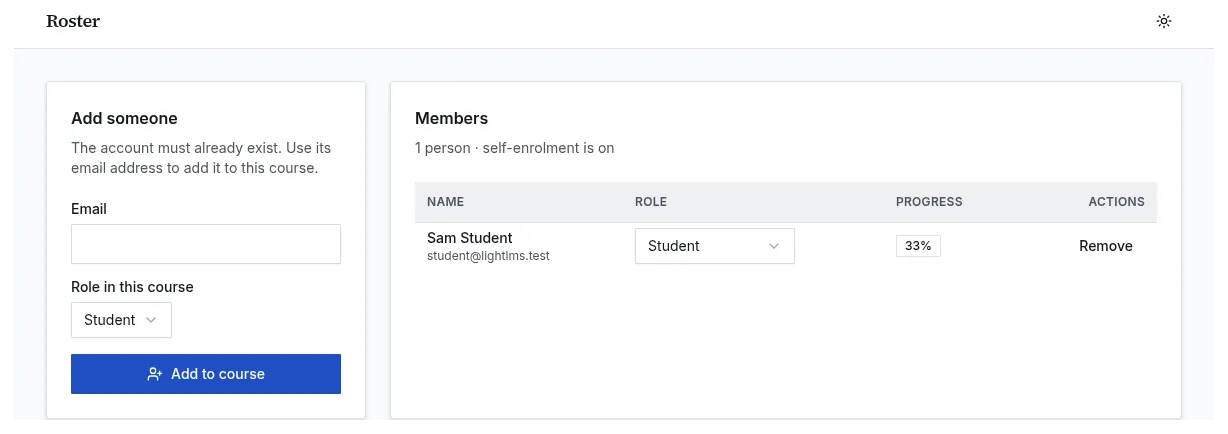 Roster
Add someone
The account must already exist. Use its
email address to add it to this course.
Email
Role in this course
Student
Add to course
Members
1 person · self-enrolment is on
NAME ROLE PROGRESS ACTIONS
Sam Student
student@lightlms.test
Student
33%
Remove